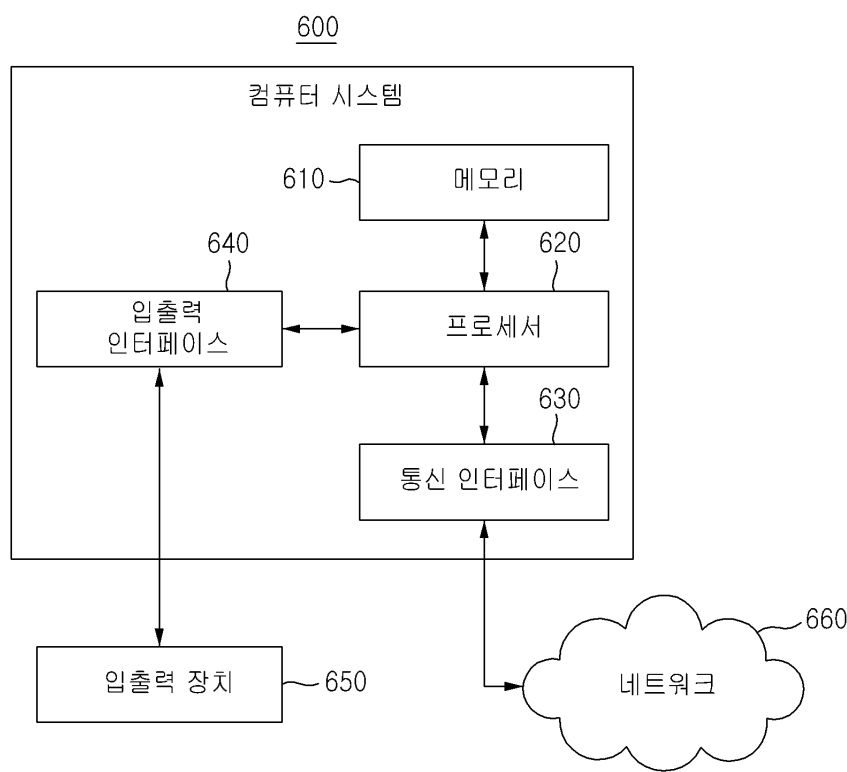 600
컴퓨터 시스템
610
메모리
640
620
입출력
인터페이스
프로세서
630
통신 인터페이스
660
입출력 장치
650
네트워크